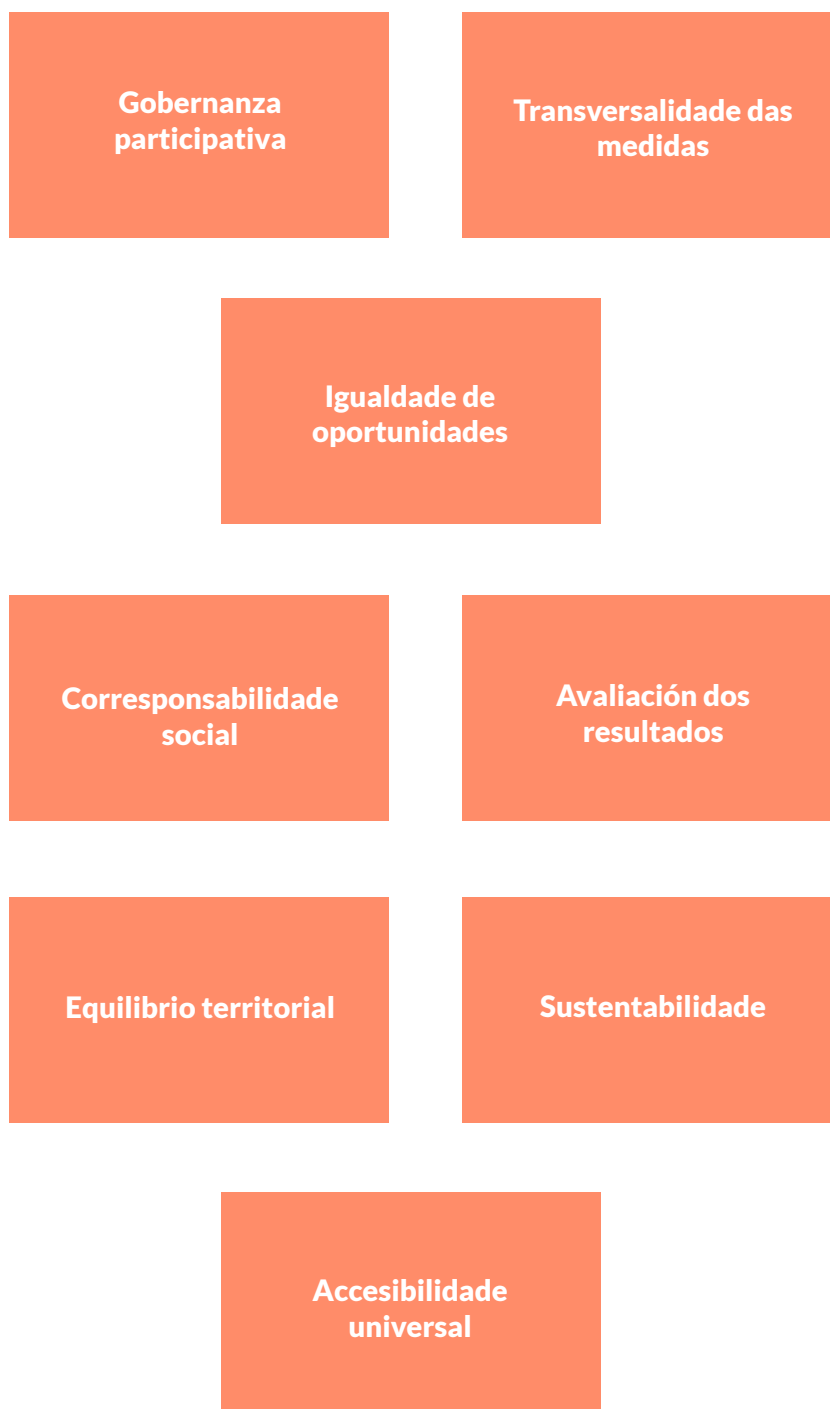 Gobernanza
participativa
Transversalidade das
medidas
Igualdade de
oportunidades
Corresponsabilidade
social
Avaliación dos
resultados
Equilibrio territorial
Sustentabilidade
Accesibilidade
universal